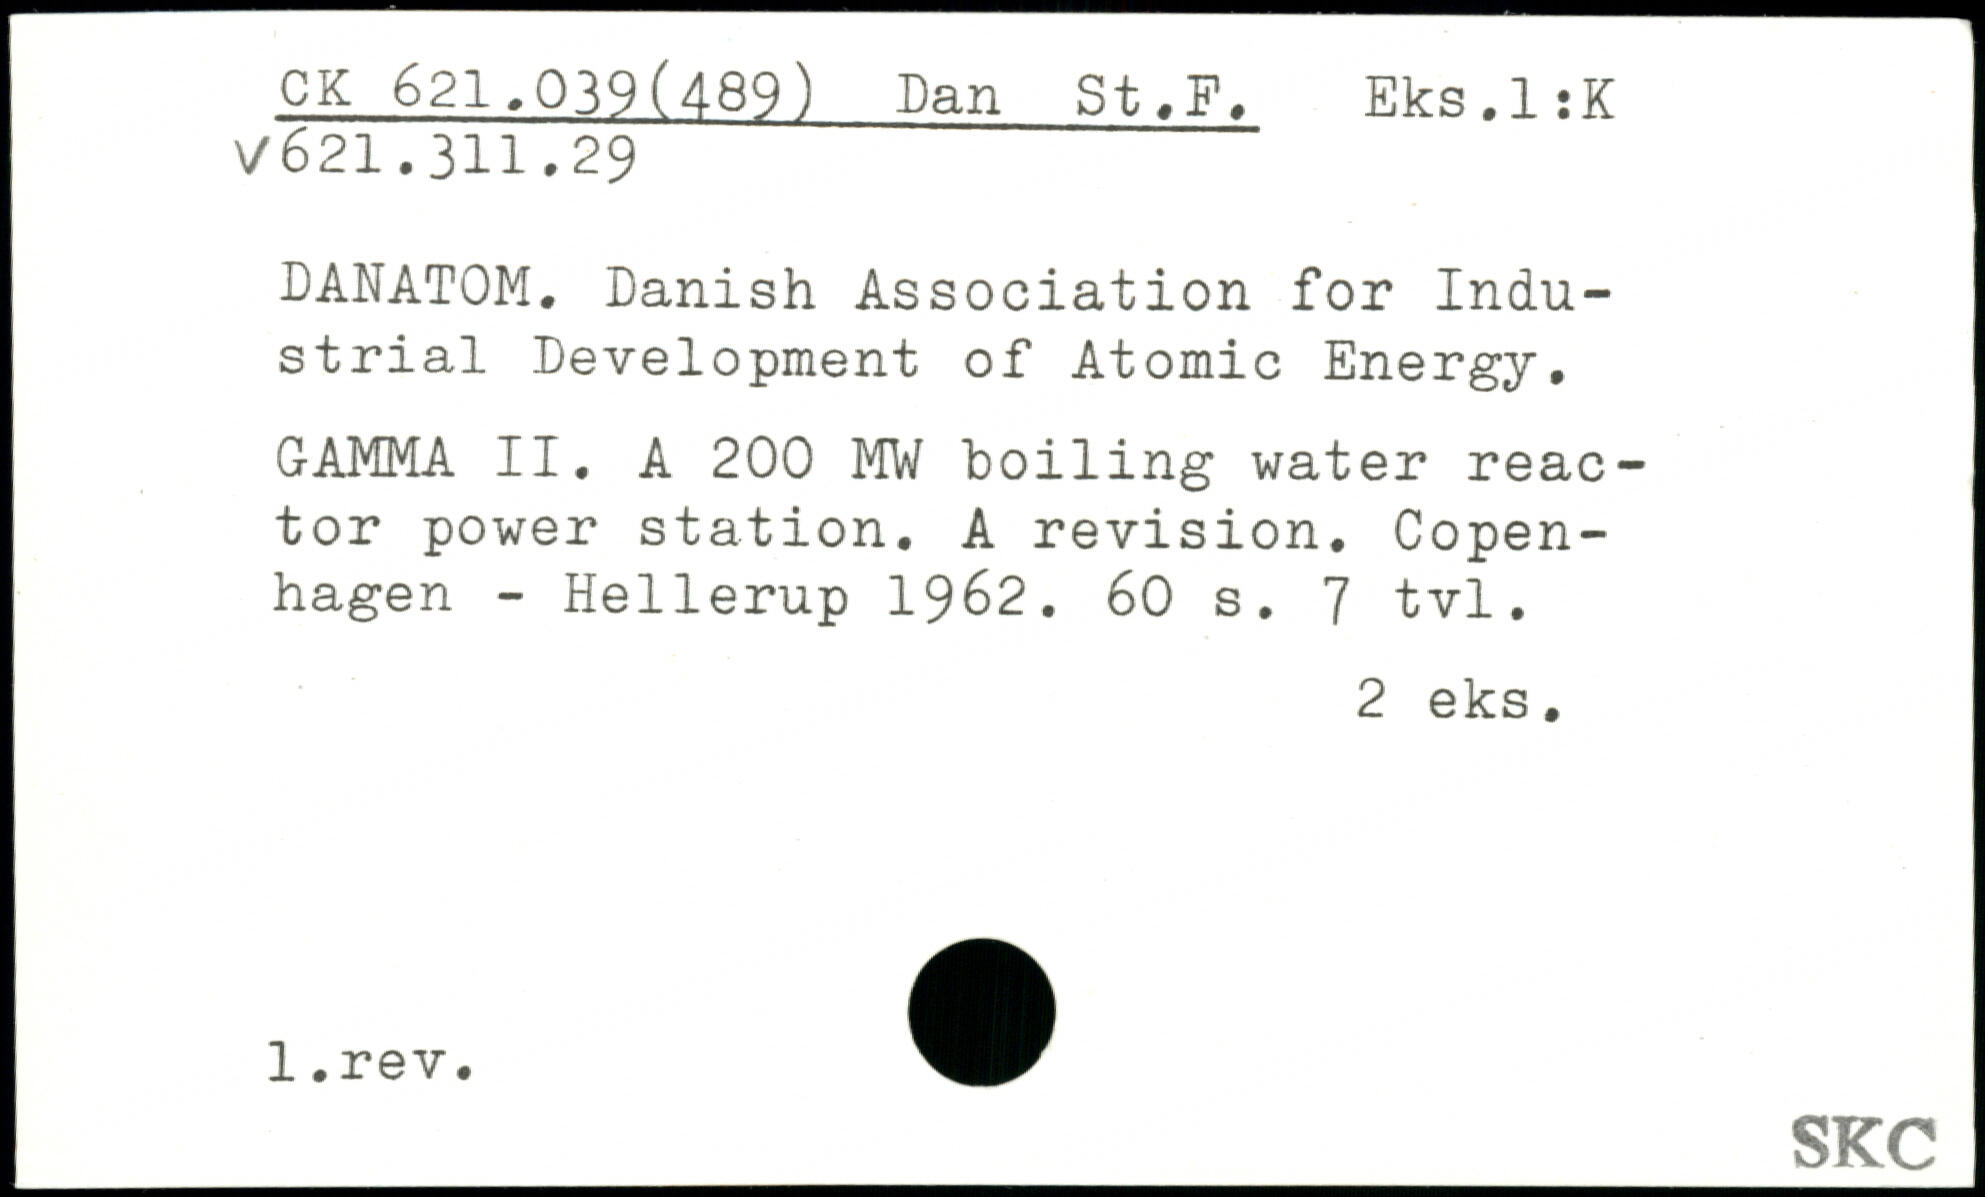 CK 621.039(489) Dan St.F. Eks.1:K
v621.311.29
DANATOM. Danish Association for Indu-
strial Development of Atomic Energy.
GAMMA II. A 200 MW boiling water reac-
tor power station. A revision. Copen-
hagen - Hellerup 1962. 60 s. 7 tvl.
2 eks.
1.rev.
SKC